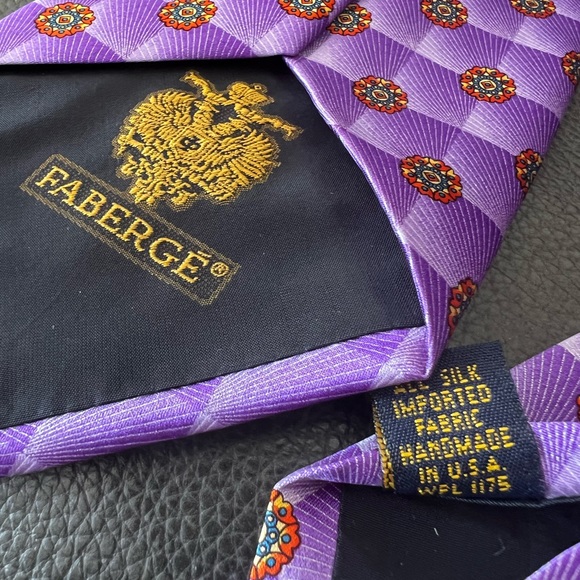 FABERGÉ®
ALL SILK
IMPORTED
FABRIC
HANDMADE
IN U.S.A.
WPL 1175